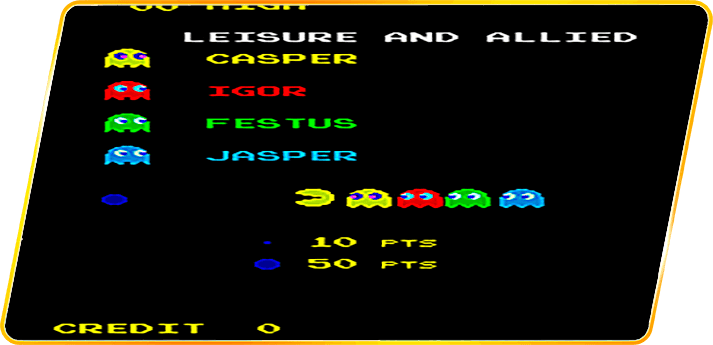 LEISURE AND ALLIED
CASPER
IGOR
FESTUS
JASPER
10 PTS
50 PTS
CREDIT 0